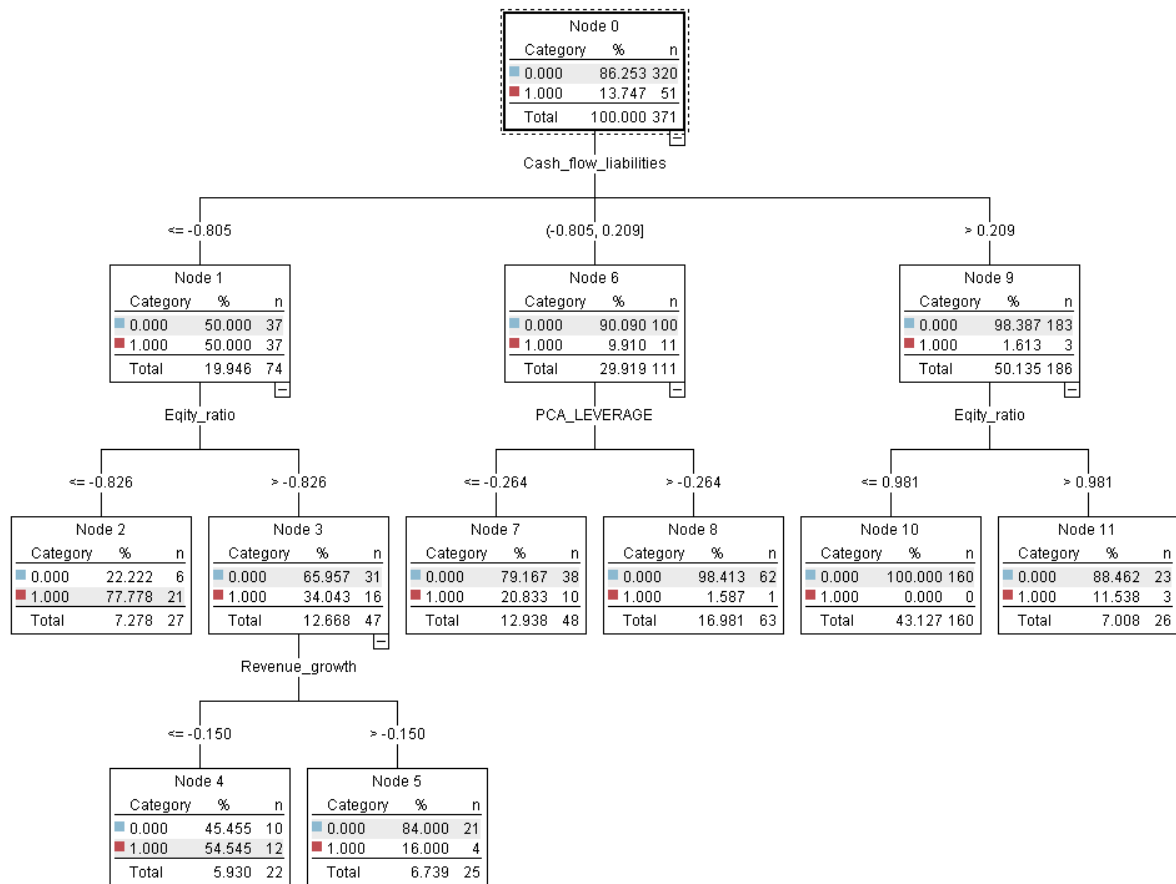 Node 0
Category % n
0.000 86.253 320
1.000 13.747 51
Total 100.000 371
Cash_flow_liabilities
<= -0.805
(-0.805, 0.209]
> 0.209
Node 1
Category % n
0.000 50.000 37
1.000 50.000 37
Total 19.946 74
Node 6
Category % n
0.000 90.090 100
1.000 9.910 11
Total 29.919 111
Node 9
Category % n
0.000 98.387 183
1.000 1.613 3
Total 50.135 186
Eqity_ratio
PCA_LEVERAGE
Eqity_ratio
<= -0.826
> -0.826
<= -0.264
> -0.264
<= 0.981
> 0.981
Node 2
Category % n
0.000 22.222 6
1.000 77.778 21
Total 7.278 27
Node 3
Category % n
0.000 65.957 31
1.000 34.043 16
Total 12.668 47
Node 7
Category % n
0.000 79.167 38
1.000 20.833 10
Total 12.938 48
Node 8
Category % n
0.000 98.413 62
1.000 1.587 1
Total 16.981 63
Node 10
Category % n
0.000 100.000 160
1.000 0.000 0
Total 43.127 160
Node 11
Category % n
0.000 88.462 23
1.000 11.538 3
Total 7.008 26
Revenue_growth
<= -0.150
> -0.150
Node 4
Category % n
0.000 45.455 10
1.000 54.545 12
Total 5.930 22
Node 5
Category % n
0.000 84.000 21
1.000 16.000 4
Total 6.739 25